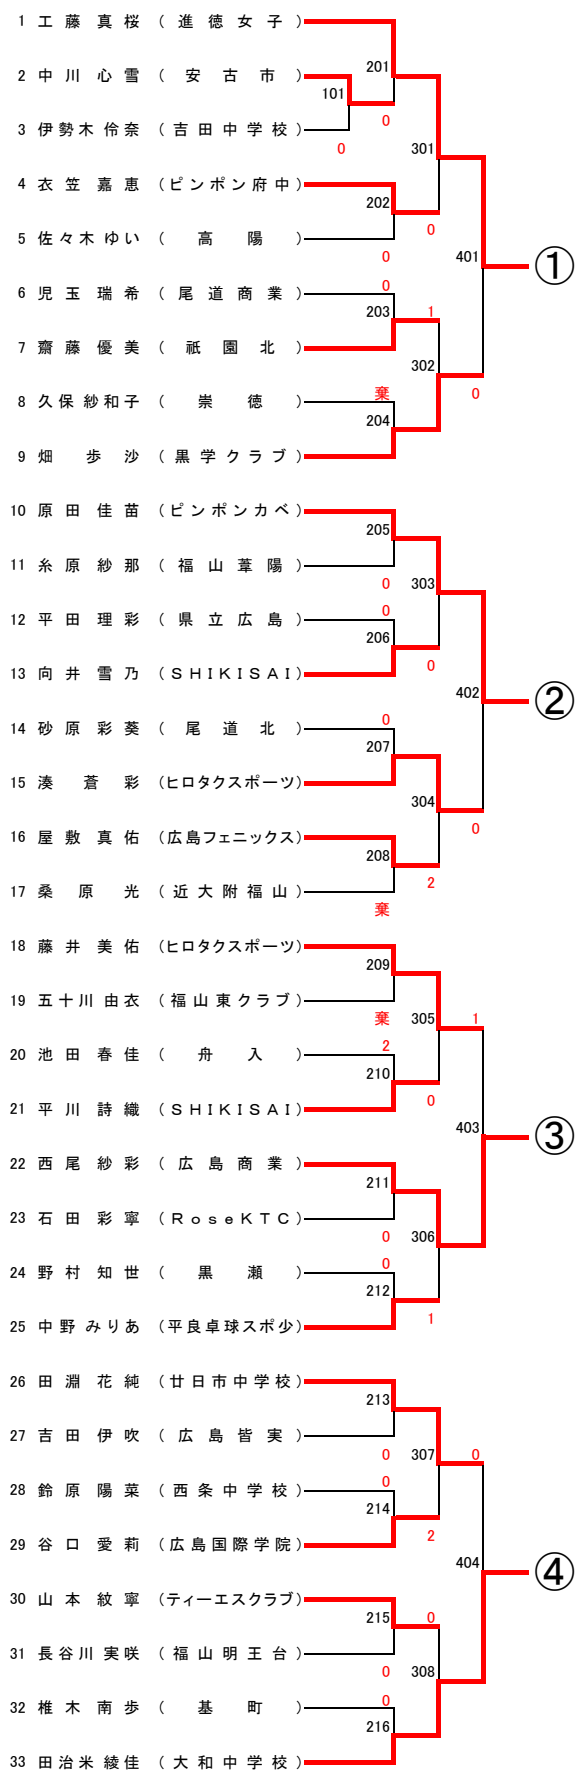 1 工藤真桜 (進徳女子)
201
2 中川心雪 (安古市)
101
3 伊勢木伶奈 (吉田中学校)
0
0
301
4 衣笠嘉恵 (ピンポン府中)
202
5 佐々木ゆい (高陽)
0
0
401
①
6 児玉瑞希 (尾道商業)
0
203
1
7 齋藤優美 (祇園北)
302
8 久保紗和子 (崇徳)
棄
0
204
9 畑歩沙 (黒学クラブ)
10 原田佳苗 (ピンポンカベ)
205
11 糸原紗那 (福山葦陽)
0
303
12 平田理彩 (県立広島)
0
206
13 向井雪乃 (SHIKISAI)
0
402
②
14 砂原彩葵 (尾道北)
0
207
15 湊蒼彩 (ヒロタクスポーツ)
304
16 屋敷真佑 (広島フェニックス)
0
208
17 桑原光 (近大附福山)
2
棄
18 藤井美佑 (ヒロタクスポーツ)
209
19 五十川由衣 (福山東クラブ)
棄
305
1
20 池田春佳 (舟入)
2
210
21 平川詩織 (SHIKISAI)
0
403
③
22 西尾紗彩 (広島商業)
211
23 石田彩寧 (RoseKTC)
0
306
24 野村知世 (黒瀬)
0
212
25 中野みりあ (平良卓球スポ少)
1
26 田淵花純 (廿日市中学校)
213
27 吉田伊吹 (広島皆実)
0
307
0
28 鈴原陽菜 (西条中学校)
0
214
29 谷口愛莉 (広島国際学院)
2
404
④
30 山本紋寧 (ティーエスクラブ)
215
0
31 長谷川実咲 (福山明王台)
0
308
32 椎木南歩 (基町)
0
216
33 田治米綾佳 (大和中学校)